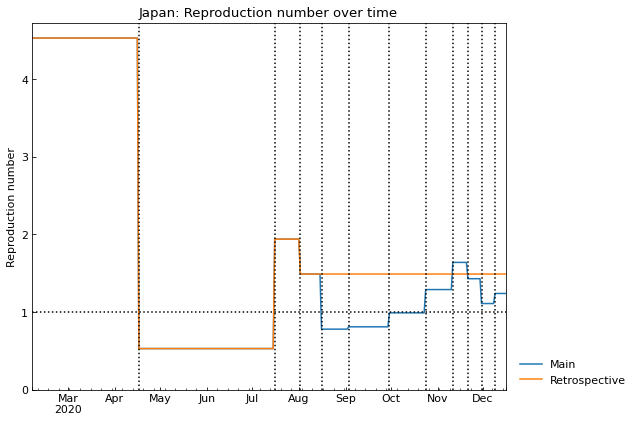 Japan: Reproduction number over time
Reproduction number
4
3
2
1
0
Mar Apr May Jun Jul Aug Sep Oct Nov Dec
2020
Main
Retrospective